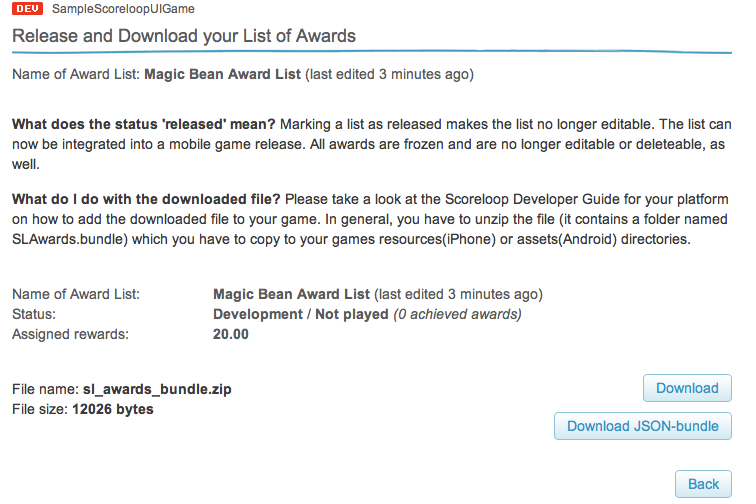 DEV SampleScoreloopUIGame
Release and Download your List of Awards
Name of Award List: Magic Bean Award List (last edited 3 minutes ago)
What does the status 'released' mean? Marking a list as released makes the list no longer editable. The list can
now be integrated into a mobile game release. All awards are frozen and are no longer editable or deleteable, as
well.
What do I do with the downloaded file? Please take a look at the Scoreloop Developer Guide for your platform
on how to add the downloaded file to your game. In general, you have to unzip the file (it contains a folder named
SLAwards.bundle) which you have to copy to your games resources(iPhone) or assets(Android) directories.
Name of Award List: Magic Bean Award List (last edited 3 minutes ago)
Status: Development / Not played (0 achieved awards)
Assigned rewards: 20.00
File name: sl_awards_bundle.zip
File size: 12026 bytes
Download
Download JSON-bundle
Back